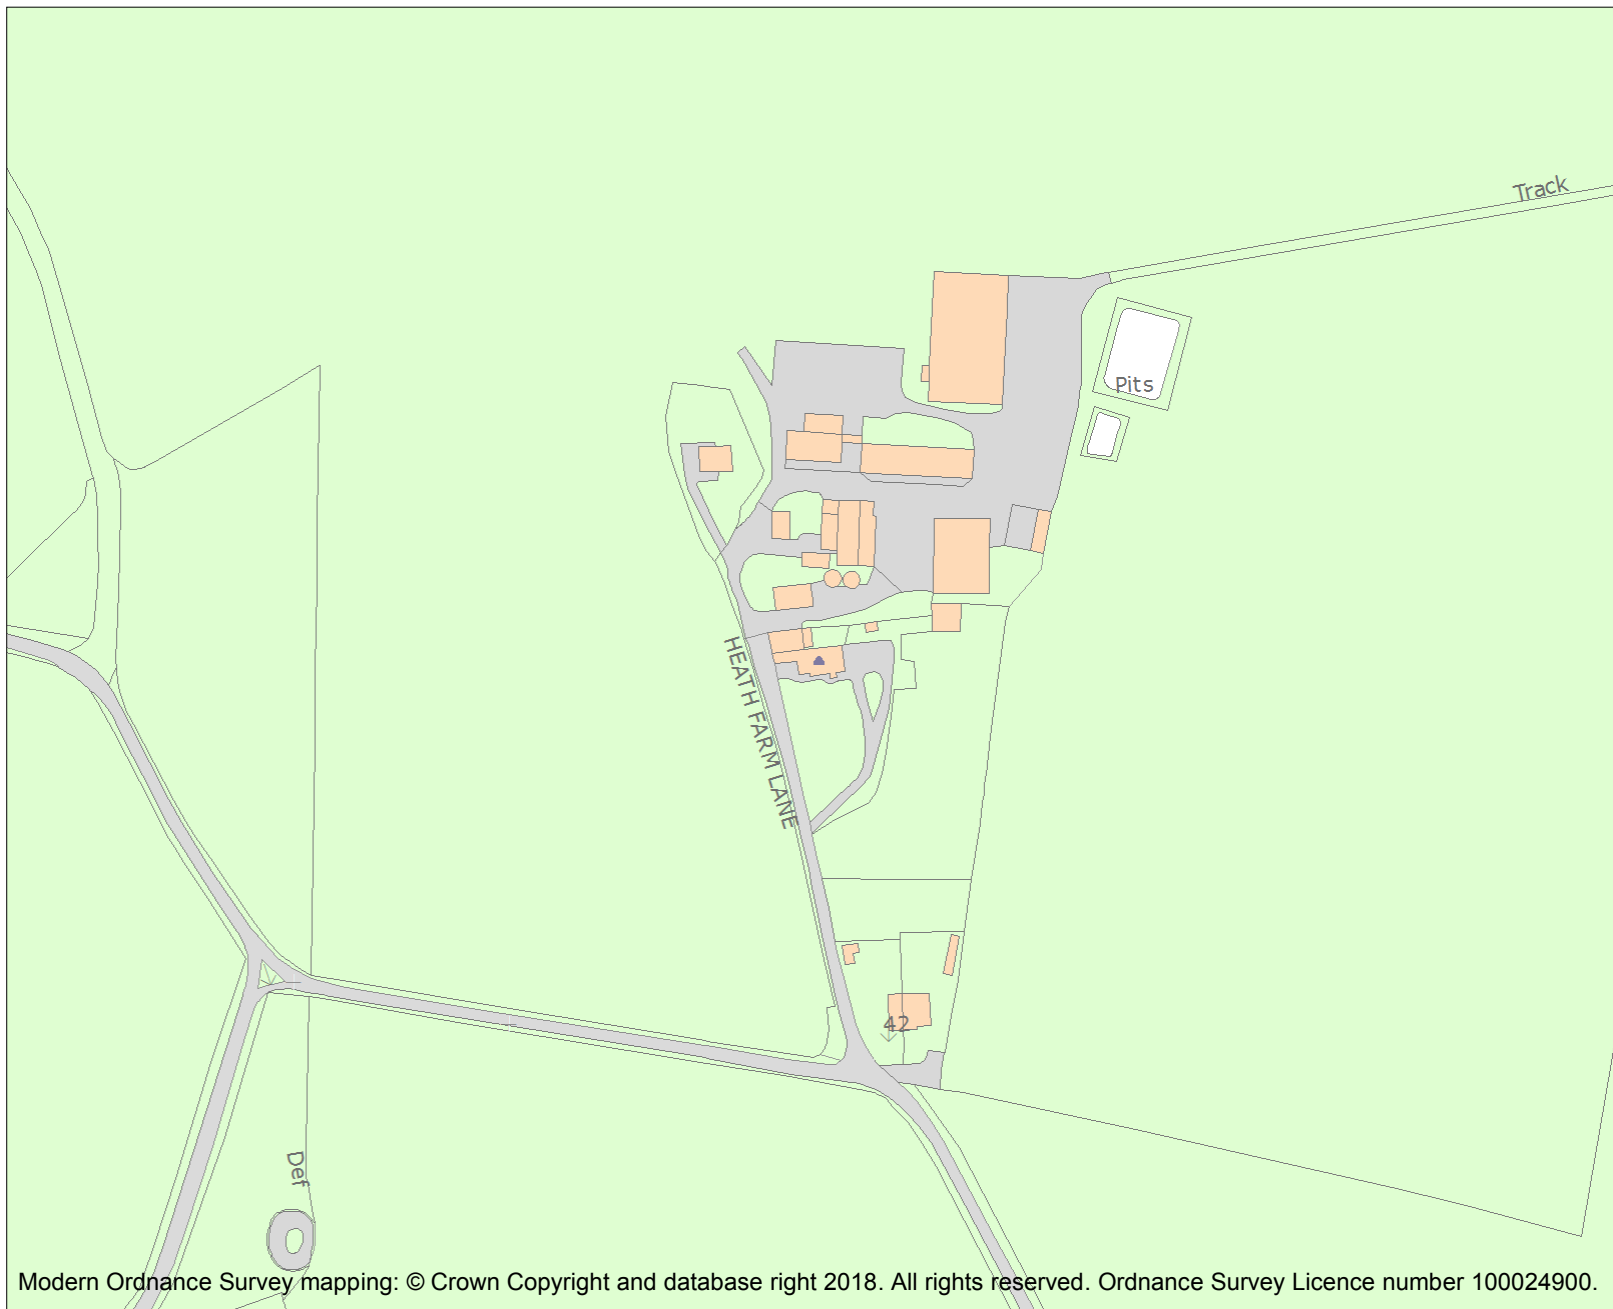 Track
Pits
HEATH FARM LANE
42
Def
Modern Ordnance Survey mapping: © Crown Copyright and database right 2018. All rights reserved. Ordnance Survey Licence number 100024900.